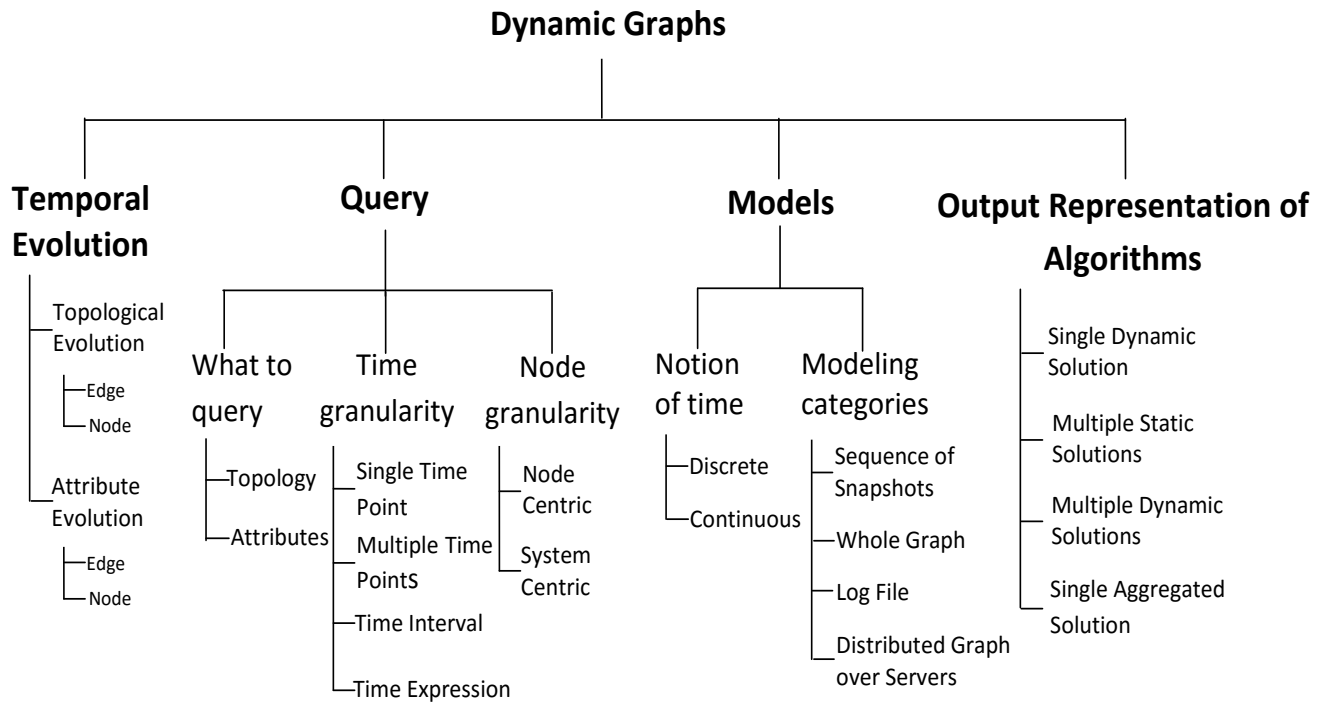 Dynamic Graphs
Temporal
Evolution
Topological
Evolution
Edge
Node
Attribute
Evolution
Edge
Node
Query
What to
query
Topology
Attributes
Time
granularity
Single Time
Point
Multiple Time
Points
Time Interval
Time Expression
Node
granularity
Node
Centric
System
Centric
Models
Notion
of time
Discrete
Continuous
Modeling
categories
Sequence of
Snapshots
Whole Graph
Log File
Distributed Graph
over Servers
Output Representation of
Algorithms
Single Dynamic
Solution
Multiple Static
Solutions
Multiple Dynamic
Solutions
Single Aggregated
Solution